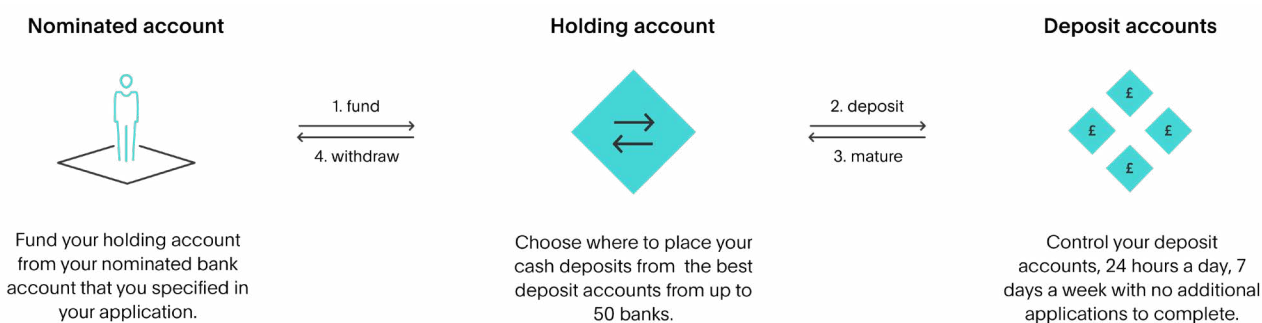 Nominated account
Holding account
Deposit accounts
1. fund
4. withdraw
2. deposit
3. mature
£
£
£
£
Fund your holding account
from your nominated bank
account that you specified in
your application.
Choose where to place your
cash deposits from the best
deposit accounts from up to
50 banks.
Control your deposit
accounts, 24 hours a day, 7
days a week with no additional
applications to complete.